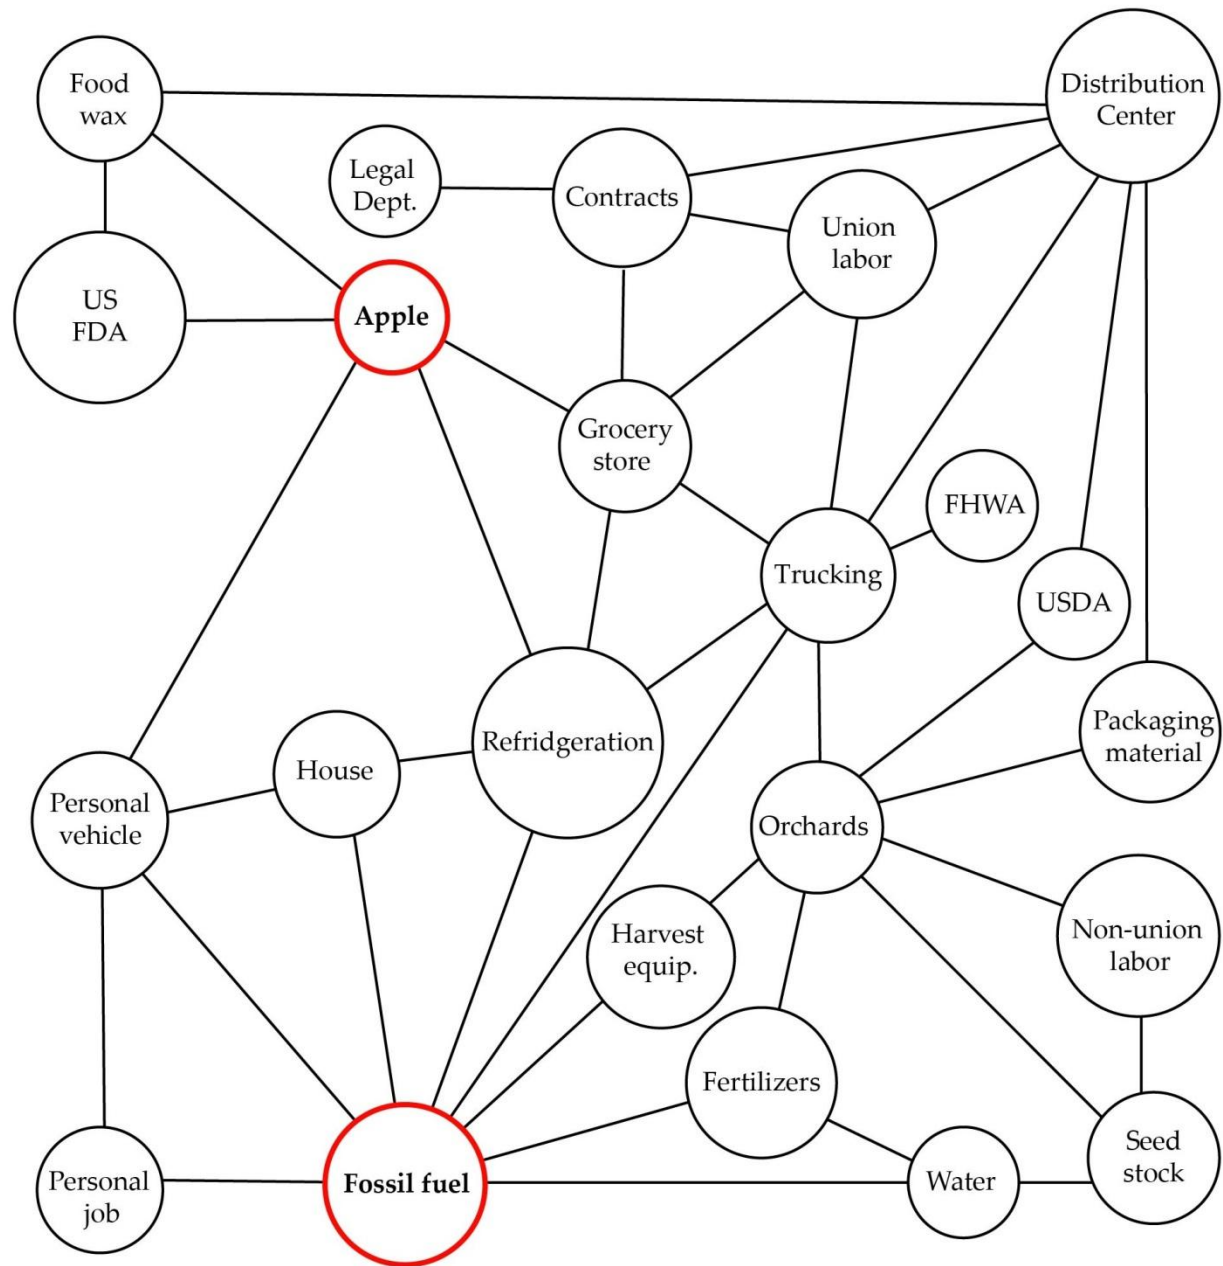 Food
wax
Distribution
Center
Legal
Dept.
Contracts
Union
labor
US
FDA
Apple
Grocery
store
FHWA
Trucking
USDA
Packaging
material
Refridgeration
House
Personal
vehicle
Orchards
Harvest
equip.
Non-union
labor
Fertilizers
Seed
stock
Water
Personal
job
Fossil fuel